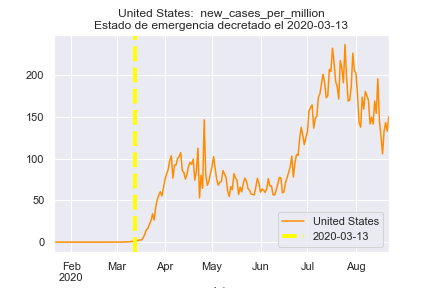 United States:  new_cases_per_million
Estado de emergencia decretado el 2020-03-13
200
150
100
50
0
Feb
2020
Mar
Apr
May
Jun
Jul
Aug
United States
2020-03-13